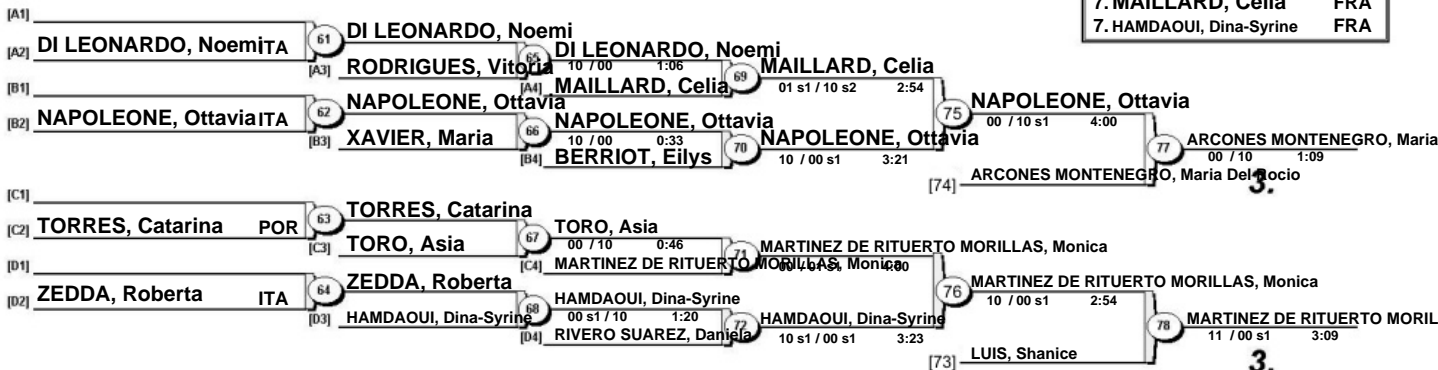 7. MAILLARD, Celia FRA
7. HAMDAOUI, Dina-Syrine FRA
[A1]
[A2] DI LEONARDO, Noemi ITA
61
DI LEONARDO, Noemi
[A3] RODRIGUES, Vitoria
65
DI LEONARDO, Noemi
10 / 00 1:06
[A4] MAILLARD, Celia
69
MAILLARD, Celia
01 s1 / 10 s2 2:54
[B1]
[B2] NAPOLEONE, Ottavia ITA
62
NAPOLEONE, Ottavia
[B3] XAVIER, Maria
66
NAPOLEONE, Ottavia
10 / 00 0:33
[B4] BERRIOT, Eilys
70
NAPOLEONE, Ottavia
10 / 00 s1 3:21
75
NAPOLEONE, Ottavia
00 / 10 s1 4:00
[74] ARCONES MONTENEGRO, Maria Del Rocio
77
ARCONES MONTENEGRO, Maria
00 / 10 1:09
3.
[C1]
[C2] TORRES, Catarina POR
63
TORRES, Catarina
[C3] TORO, Asia
67
TORO, Asia
00 / 10 0:46
[C4] MARTINEZ DE RITUERTO MORILLAS, Monica
71
MARTINEZ DE RITUERTO MORILLAS, Monica
00 / 01 s1 4:00
[D1]
[D2] ZEDDA, Roberta ITA
64
ZEDDA, Roberta
[D3] HAMDAOUI, Dina-Syrine
68
HAMDAOUI, Dina-Syrine
00 s1 / 10 1:20
[D4] RIVERO SUAREZ, Daniela
72
HAMDAOUI, Dina-Syrine
10 s1 / 00 s1 3:23
76
MARTINEZ DE RITUERTO MORILLAS, Monica
10 / 00 s1 2:54
[73] LUIS, Shanice
78
MARTINEZ DE RITUERTO MORIL
11 / 00 s1 3:09
3.